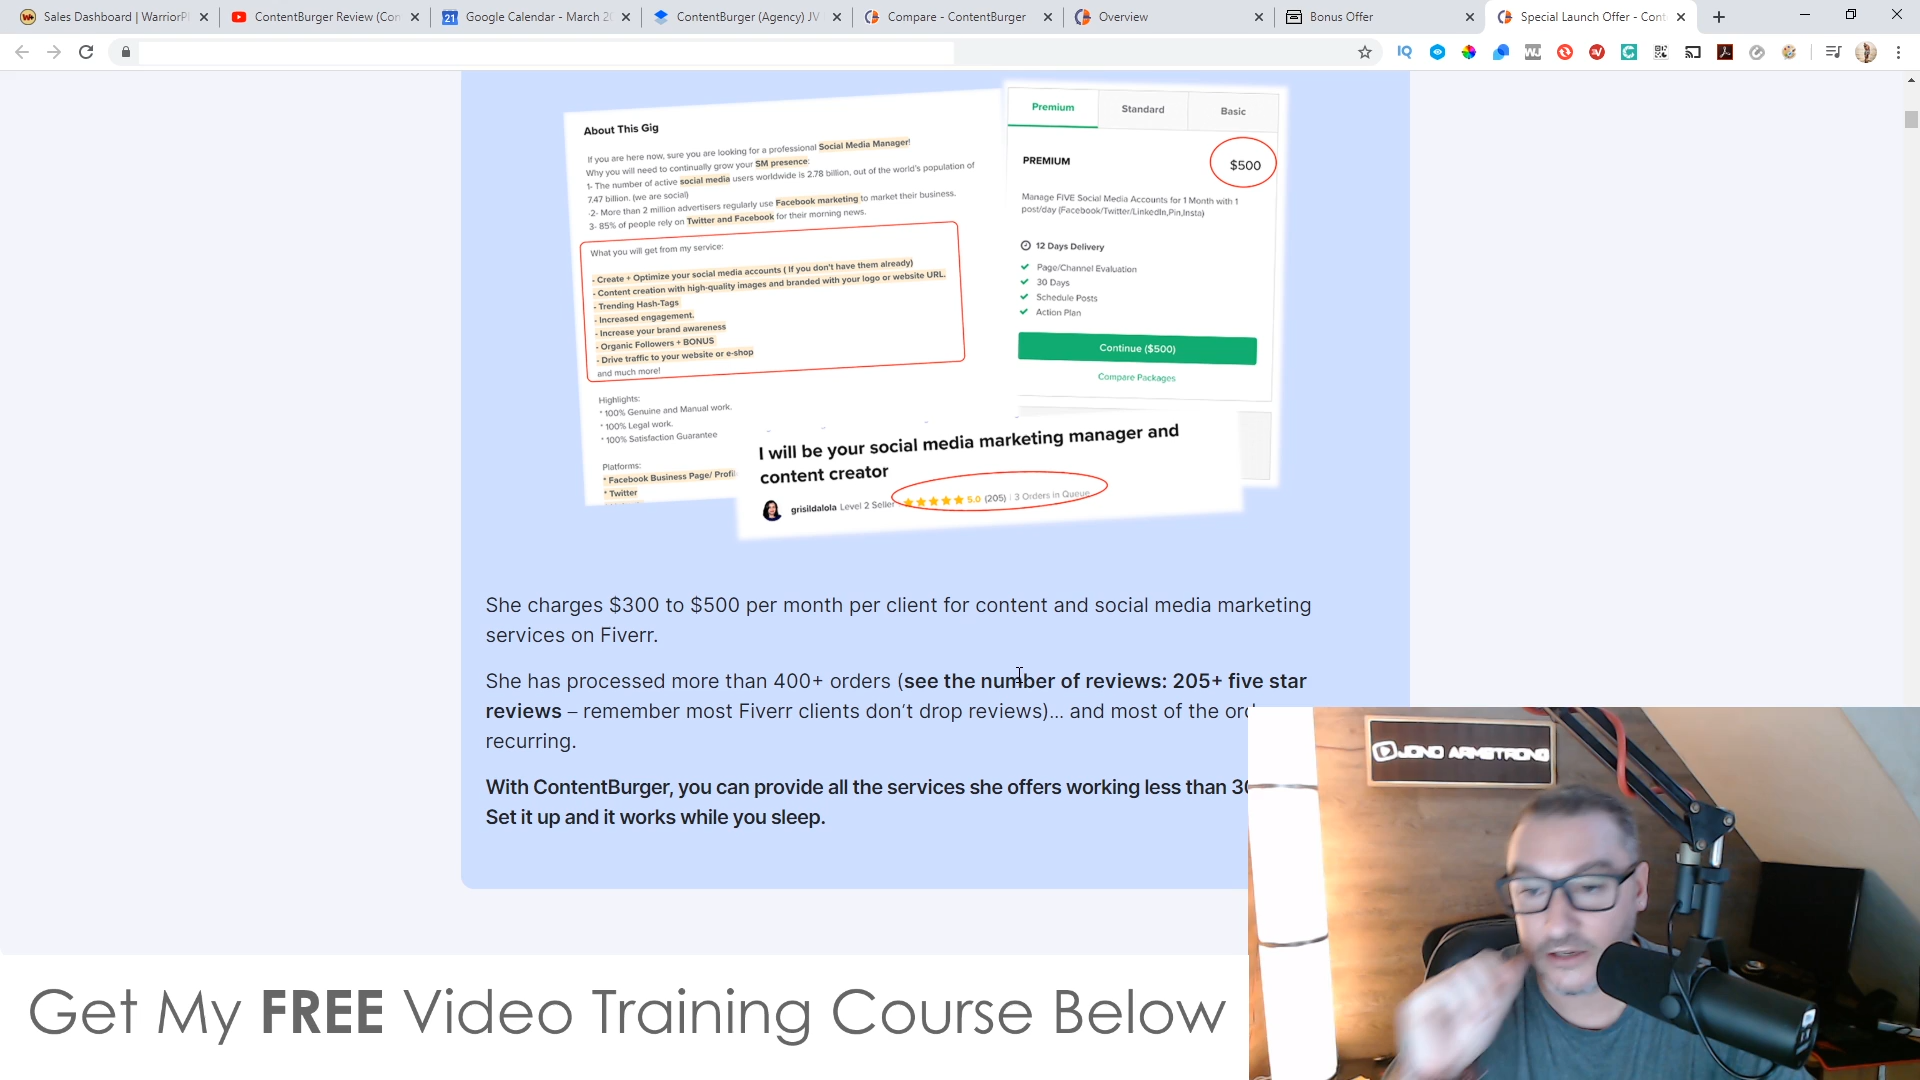 Sales Dashboard | WarriorP
ContentBurger Review (Con
Google Calendar - March 2
ContentBurger (Agency) JV
Compare - ContentBurger
Overview
Bonus Offer
Special Launch Offer - Cont
About This Gig
If you are here now, sure you are looking for a professional Social Media Manager!
Why you will need to continually grow your SM presence:
1- The number of active social media users worldwide is 2.78 billion, out of the world's population of
7.47 billion. (we are social)
-2- More than 2 million advertisers regularly use Facebook marketing to market their business.
3- 85% of people rely on Twitter and Facebook for their morning news.
What you will get from my service:
- Create + Optimize your social media accounts ( If you don't have them already)
- Content creation with high-quality images and branded with your logo or website URL.
- Trending Hash-Tags
- Increased engagement.
- Increase your brand awareness
- Organic Followers + BONUS
- Drive traffic to your website or e-shop
and much more!
Highlights:
* 100% Genuine and Manual work.
* 100% Legal work.
* 100% Satisfaction Guarantee
Platforms:
* Facebook Business Page/ Profil
* Twitter
Premium Standard Basic
PREMIUM $500
Manage FIVE Social Media Accounts for 1 Month with 1
post/day (Facebook/Twitter/LinkedIn,Pin,Insta)
12 Days Delivery
Page/Channel Evaluation
30 Days
Schedule Posts
Action Plan
Continue ($500)
Compare Packages
I will be your social media marketing manager and
content creator
grisildalola Level 2 Seller 5.0 (205) | 3 Orders in Queue
She charges $300 to $500 per month per client for content and social media marketing
services on Fiverr.
She has processed more than 400+ orders (see the number of reviews: 205+ five star
reviews – remember most Fiverr clients don't drop reviews)... and most of the
recurring.
With ContentBurger, you can provide all the services she offers working less than
Set it up and it works while you sleep.
JONO ARMSTRONG
Get My FREE Video Training Course Below